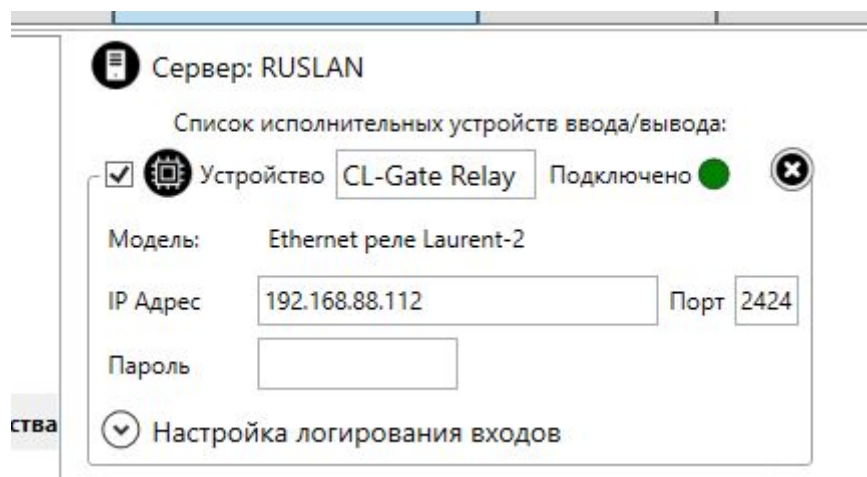 Сервер: RUSLAN
Список исполнительных устройств ввода/вывода:
Устройство CL-Gate Relay Подключено
Модель: Ethernet реле Laurent-2
IP Адрес 192.168.88.112 Порт 2424
Пароль
ства
Настройка логирования входов